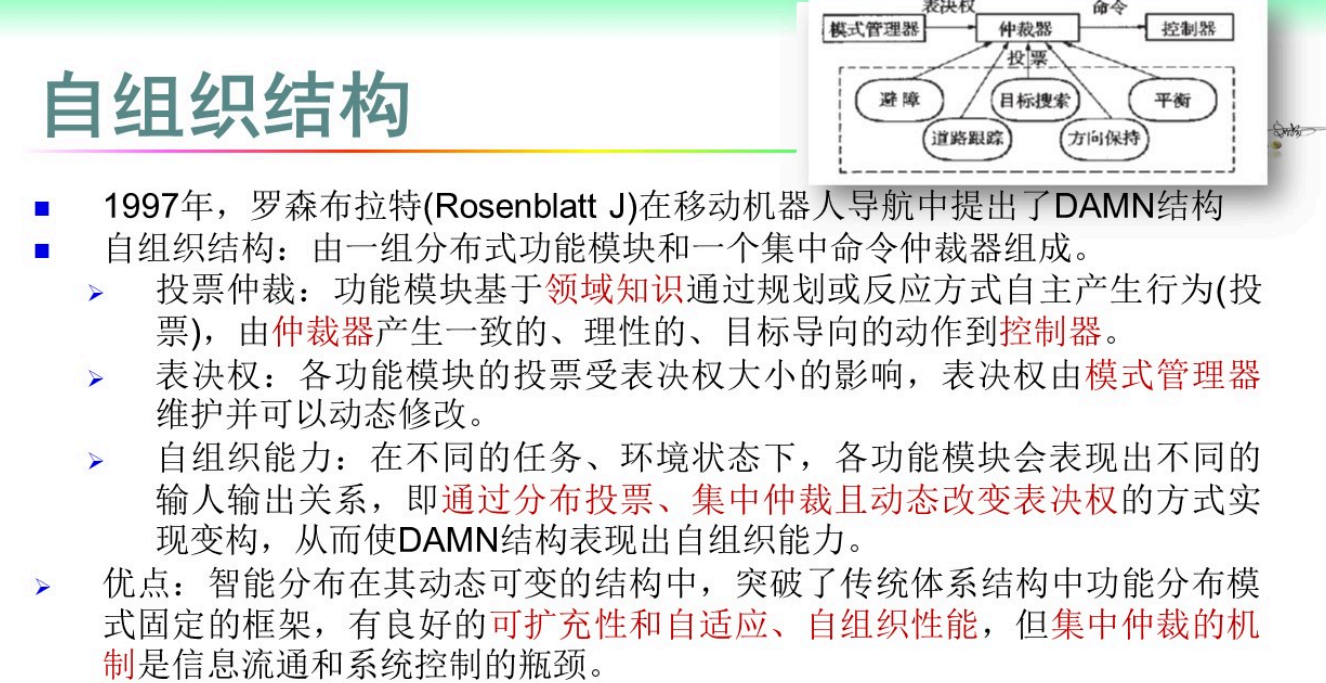 表决权 命令
模式管理器 仲裁器 控制器
投票
避障 目标搜索 平衡
道路跟踪 方向保持
自组织结构
1997年，罗森布拉特(Rosenblatt J)在移动机器人导航中提出了DAMN结构
自组织结构：由一组分布式功能模块和一个集中命令仲裁器组成。
投票仲裁：功能模块基于领域知识通过规划或反应方式自主产生行为(投
票)，由仲裁器产生一致的、理性的、目标导向的动作到控制器。
表决权：各功能模块的投票受表决权大小的影响，表决权由模式管理器
维护并可以动态修改。
自组织能力：在不同的任务、环境状态下，各功能模块会表现出不同的
输人输出关系，即通过分布投票、集中仲裁且动态改变表决权的方式实
现变构，从而使DAMN结构表现出自组织能力。
优点：智能分布在其动态可变的结构中，突破了传统体系结构中功能分布模
式固定的框架，有良好的可扩充性和自适应、自组织性能，但集中仲裁的机
制是信息流通和系统控制的瓶颈。